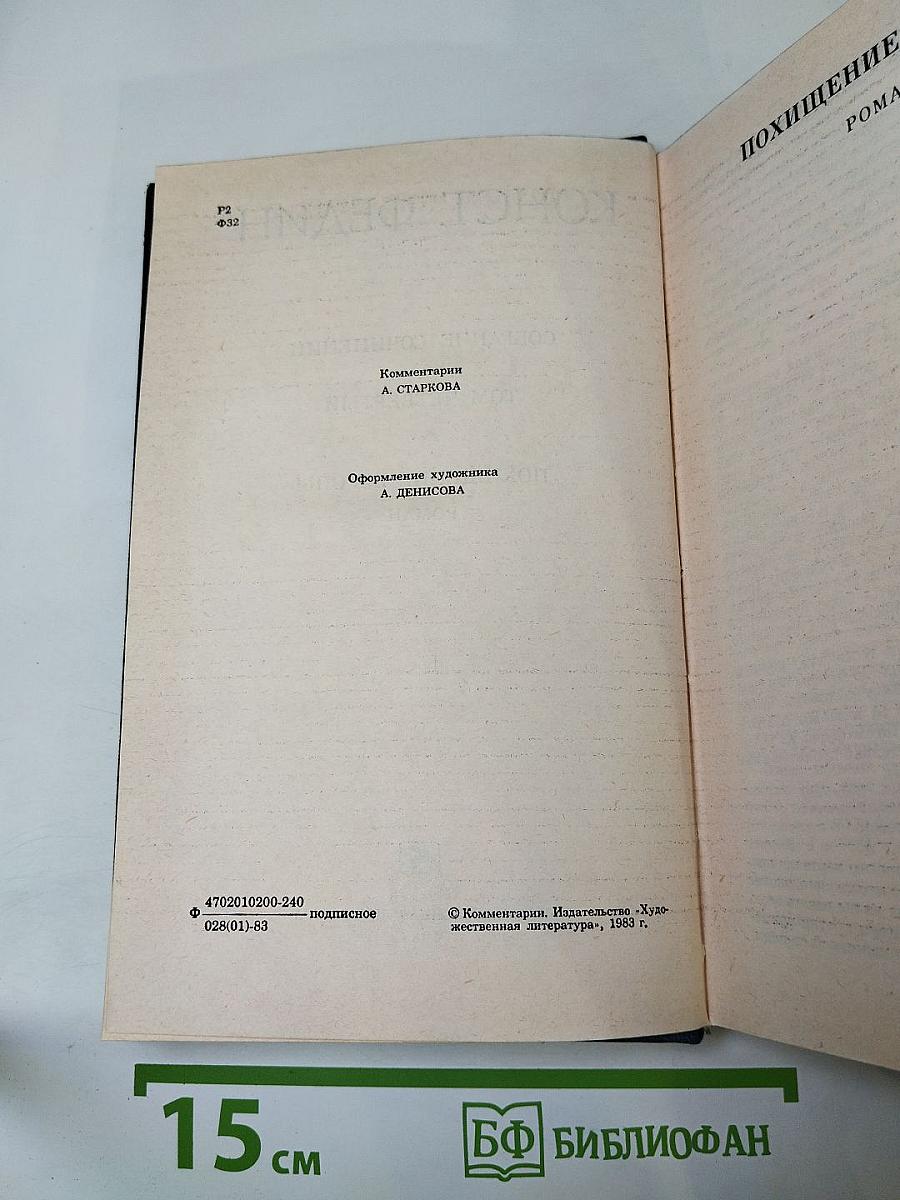 Р2
Ф32
Комментарии
А. СТАРКОВА
Оформление художника
А. ДЕНИСОВА
Ф 4702010200-240 подписное
028(01)-83
© Комментарии. Издательство «Худо-
жественная литература», 1983 г.
ПОХИЩЕНИЕ
РОМА
15 см
БФ БИБЛИОФАН